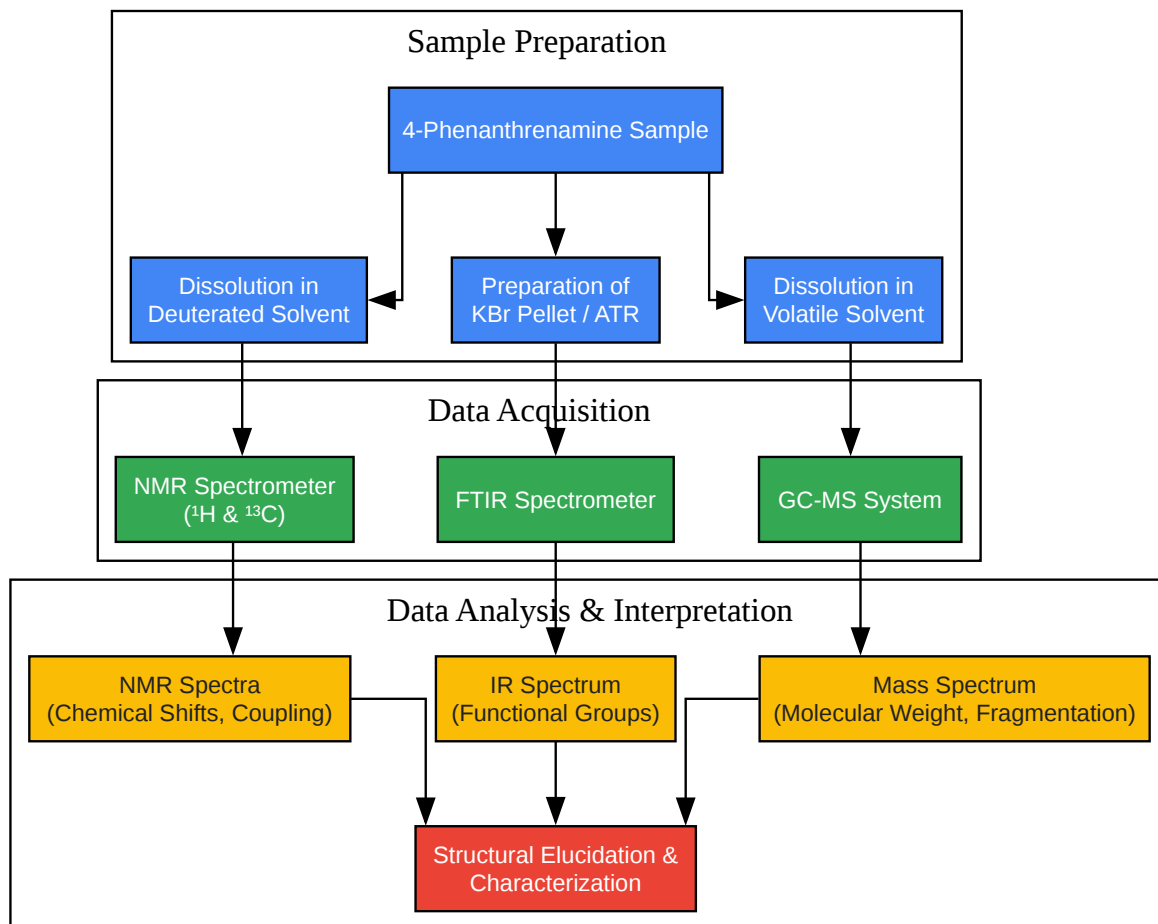 Sample Preparation
4-Phenanthrenamine Sample
Dissolution in
Deuterated Solvent
Preparation of
KBr Pellet / ATR
Dissolution in
Volatile Solvent
Data Acquisition
NMR Spectrometer
(¹H & ¹³C)
FTIR Spectrometer
GC-MS System
Data Analysis & Interpretation
NMR Spectra
(Chemical Shifts, Coupling)
IR Spectrum
(Functional Groups)
Mass Spectrum
(Molecular Weight, Fragmentation)
Structural Elucidation &
Characterization